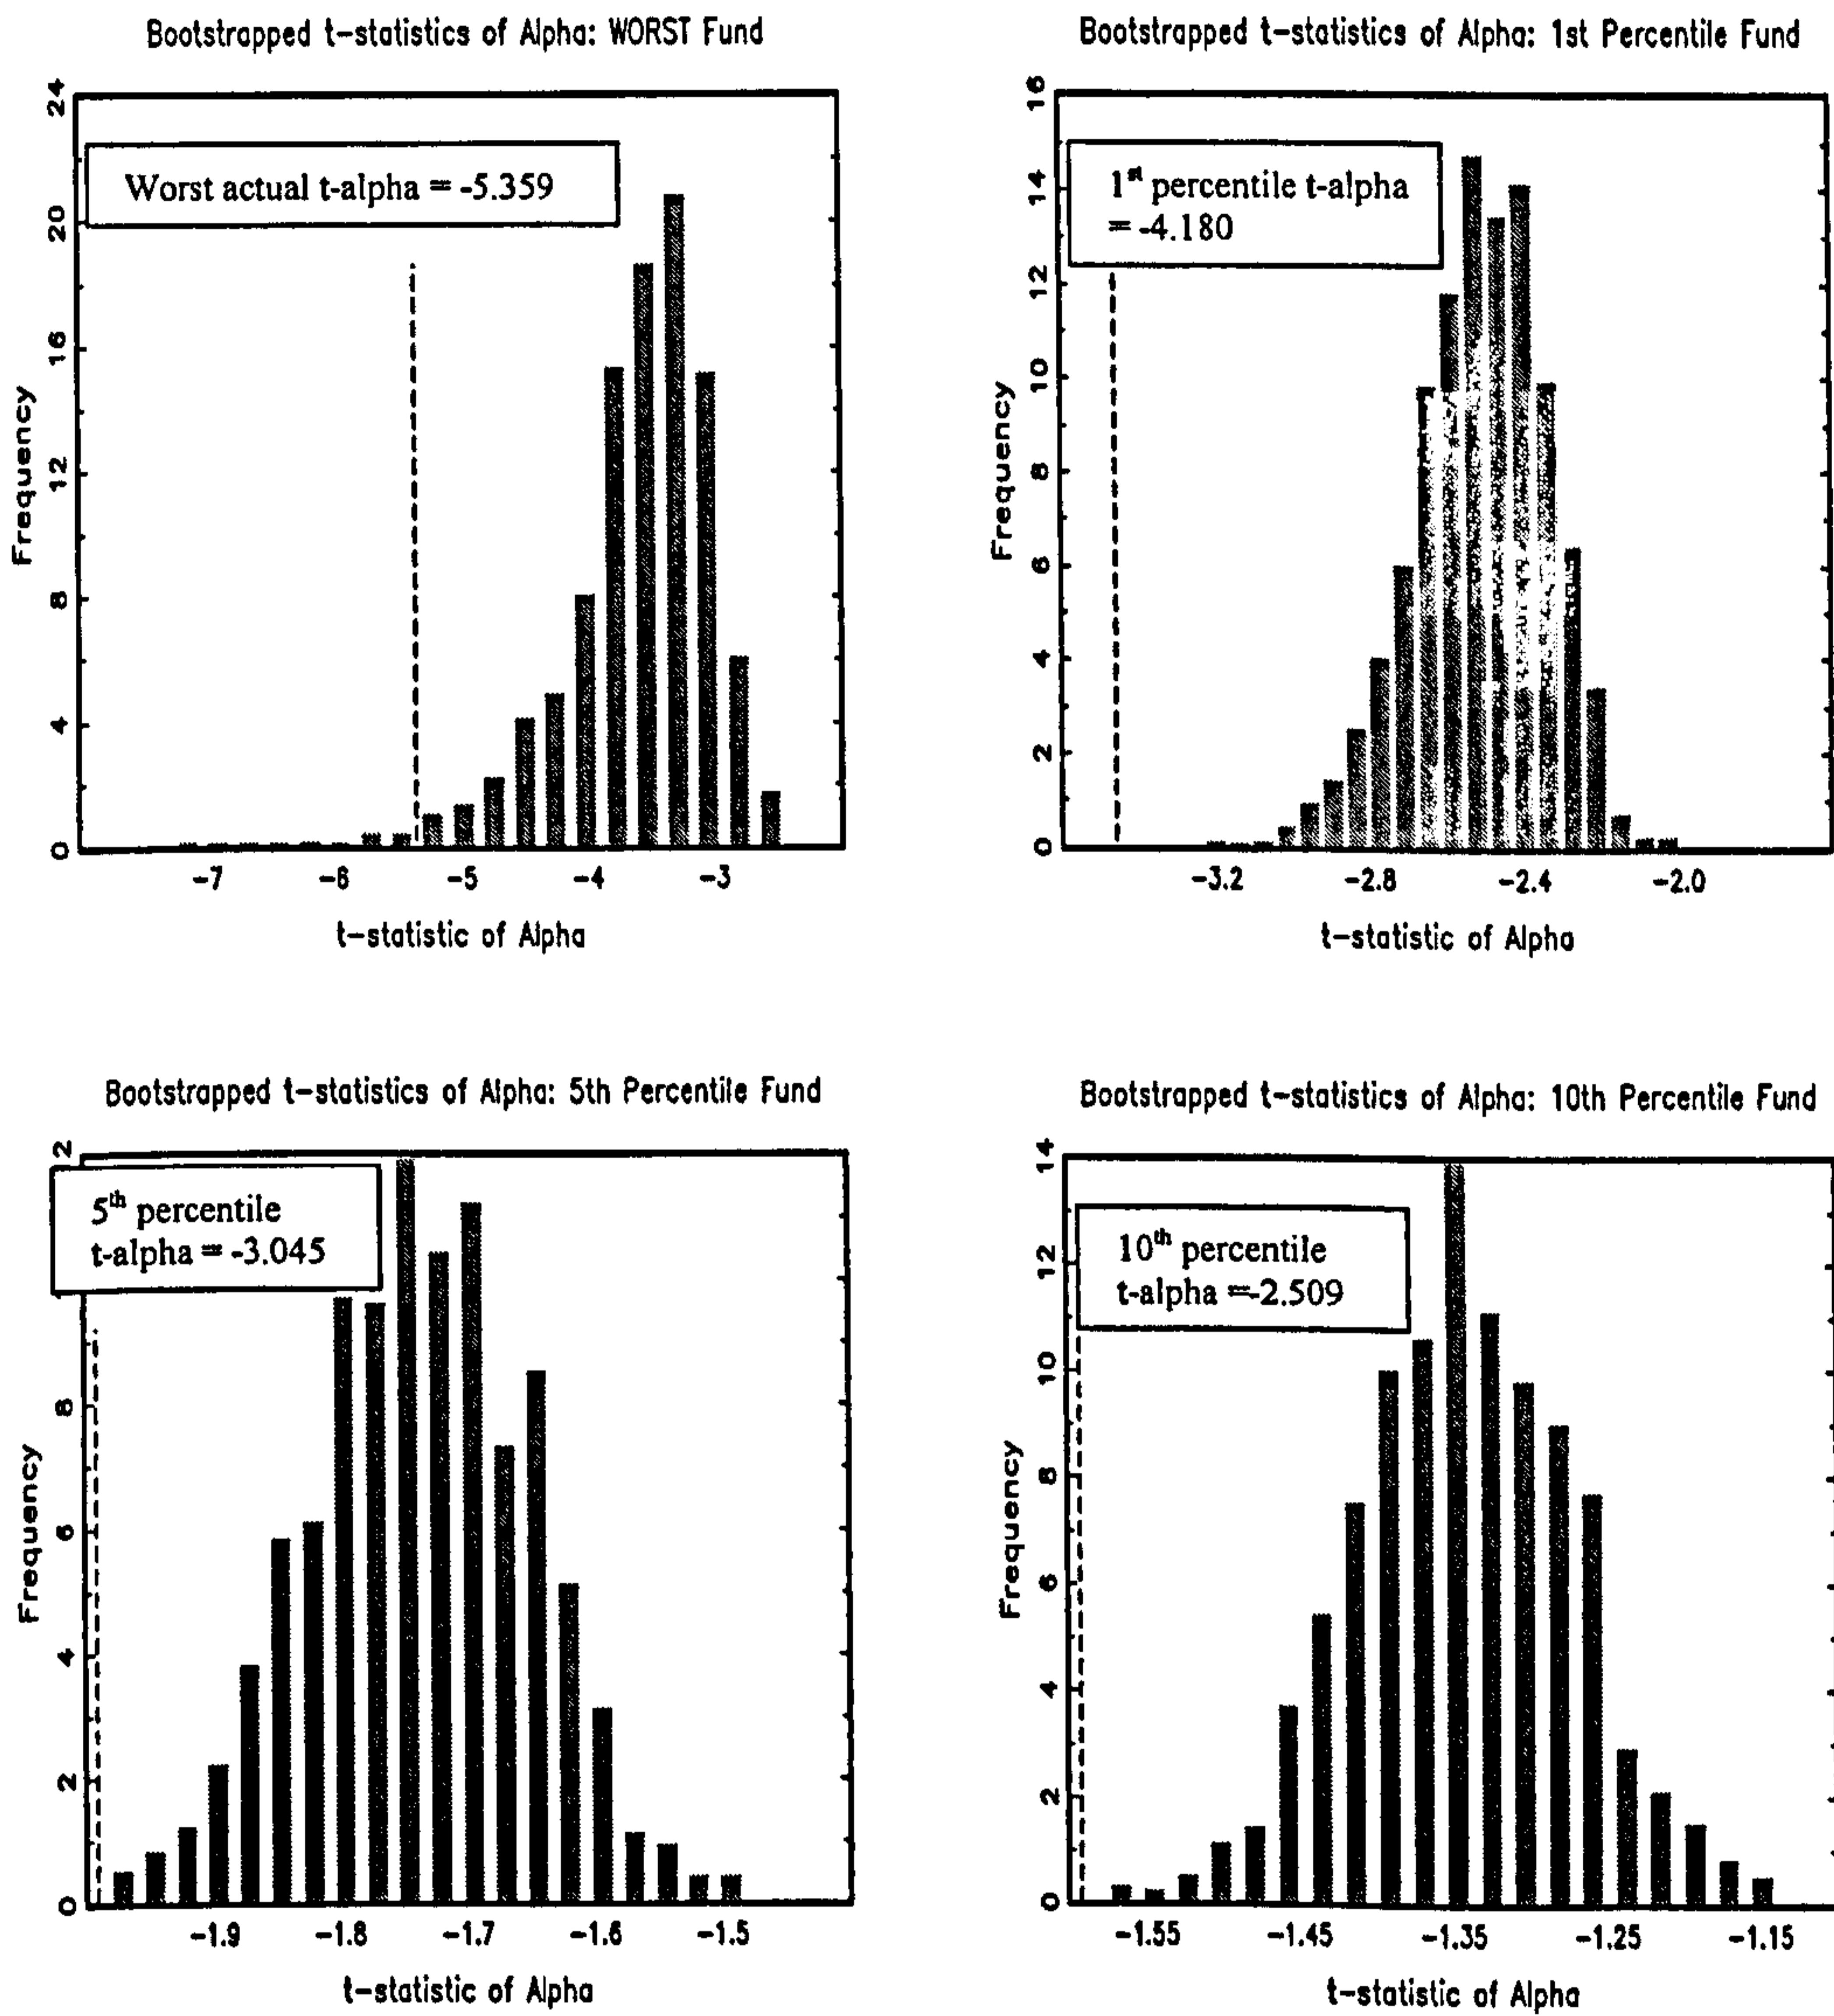 Bootstrapped t-statistics of Alpha: WORST Fund
24
20
16
12
8
4
0
Frequency
Worst actual t-alpha = -5.359
-7
-6
-5
-4
-3
t-statistic of Alpha
Bootstrapped t-statistics of Alpha: 1st Percentile Fund
16
14
12
10
8
6
4
2
0
Frequency
1st percentile t-alpha
= -4.180
-3.2
-2.8
-2.4
-2.0
t-statistic of Alpha
Bootstrapped t-statistics of Alpha: 5th Percentile Fund
2
8
6
4
2
0
Frequency
5th percentile
t-alpha = -3.045
-1.9
-1.8
-1.7
-1.6
-1.5
t-statistic of Alpha
Bootstrapped t-statistics of Alpha: 10th Percentile Fund
14
12
10
8
6
4
2
0
Frequency
10th percentile
t-alpha =-2.509
-1.55
-1.45
-1.35
-1.25
-1.15
t-statistic of Alpha